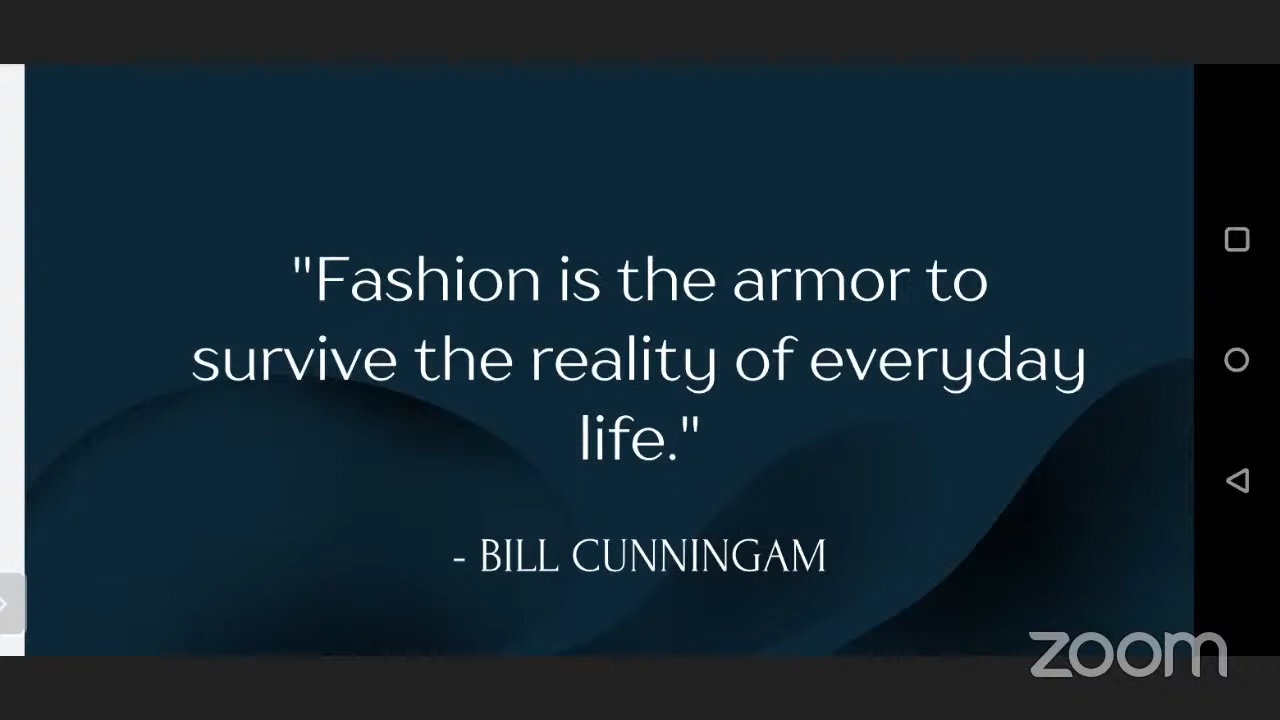 "Fashion is the armor to
survive the reality of everyday
life."
- BILL CUNNINGAM
zoom